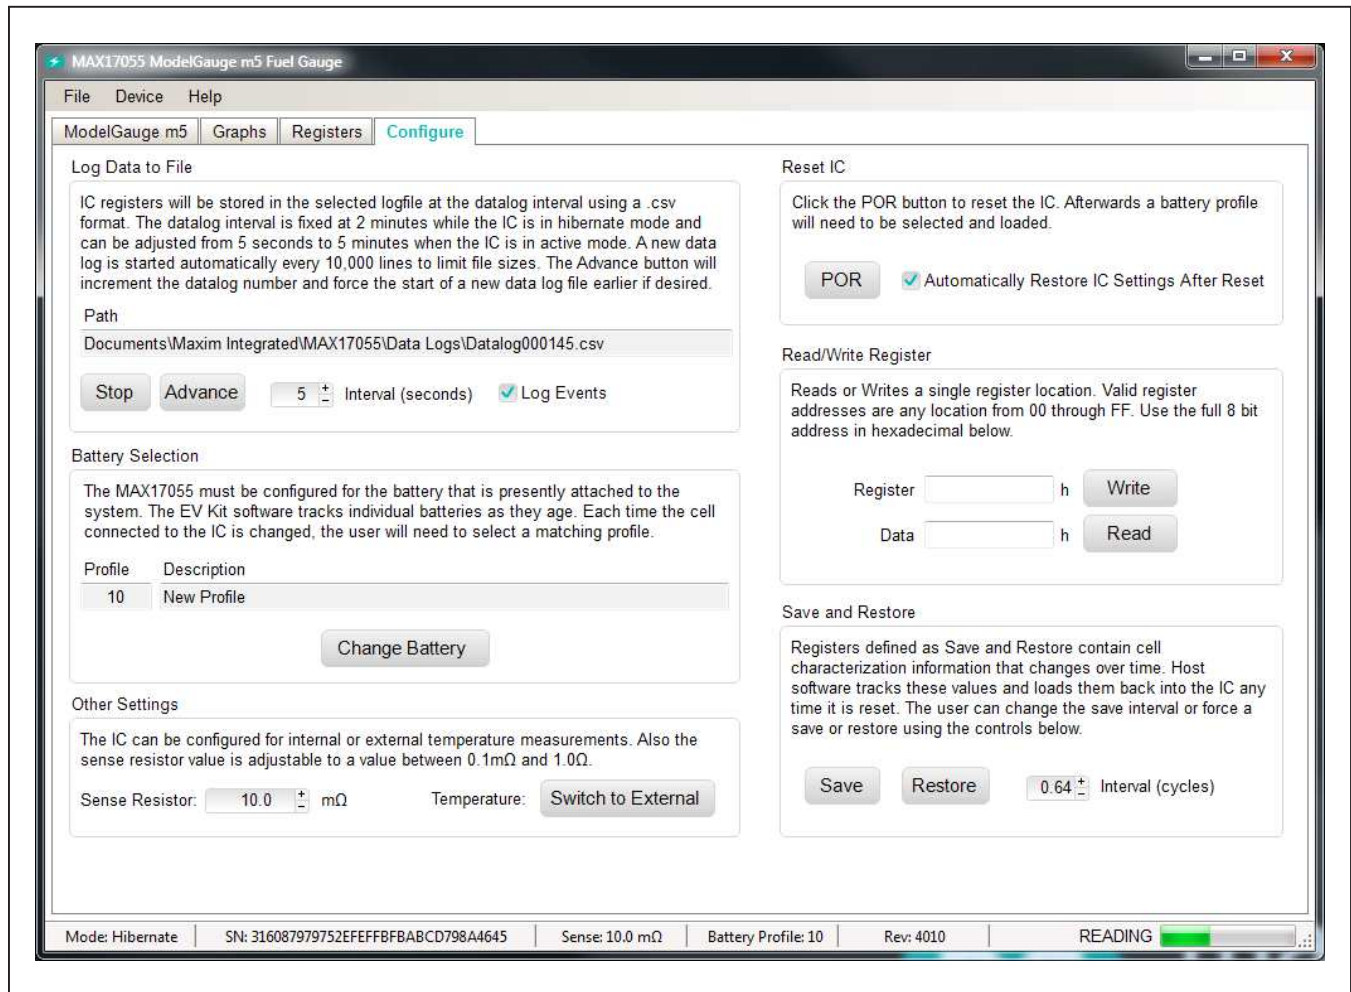 MAX17055 ModelGauge m5 Fuel Gauge
File Device Help
ModelGauge m5 Graphs Registers Configure
Log Data to File
IC registers will be stored in the selected logfile at the datalog interval using a .csv
format. The datalog interval is fixed at 2 minutes while the IC is in hibernate mode and
can be adjusted from 5 seconds to 5 minutes when the IC is in active mode. A new data
log is started automatically every 10,000 lines to limit file sizes. The Advance button will
increment the datalog number and force the start of a new data log file earlier if desired.
Path
Documents\Maxim Integrated\MAX17055\Data Logs\Datalog000145.csv
Stop Advance 5 + - Interval (seconds) Log Events
Battery Selection
The MAX17055 must be configured for the battery that is presently attached to the
system. The EV Kit software tracks individual batteries as they age. Each time the cell
connected to the IC is changed, the user will need to select a matching profile.
Profile Description
10 New Profile
Change Battery
Other Settings
The IC can be configured for internal or external temperature measurements. Also the
sense resistor value is adjustable to a value between 0.1mΩ and 1.0Ω.
Sense Resistor: 10.0 + - mΩ Temperature: Switch to External
Reset IC
Click the POR button to reset the IC. Afterwards a battery profile
will need to be selected and loaded.
POR Automatically Restore IC Settings After Reset
Read/Write Register
Reads or Writes a single register location. Valid register
addresses are any location from 00 through FF. Use the full 8 bit
address in hexadecimal below.
Register h Write
Data h Read
Save and Restore
Registers defined as Save and Restore contain cell
characterization information that changes over time. Host
software tracks these values and loads them back into the IC any
time it is reset. The user can change the save interval or force a
save or restore using the controls below.
Save Restore 0.64 + - Interval (cycles)
Mode: Hibernate SN: 316087979752EFEFFBFBABCD798A4645 Sense: 10.0 mΩ Battery Profile: 10 Rev: 4010 READING